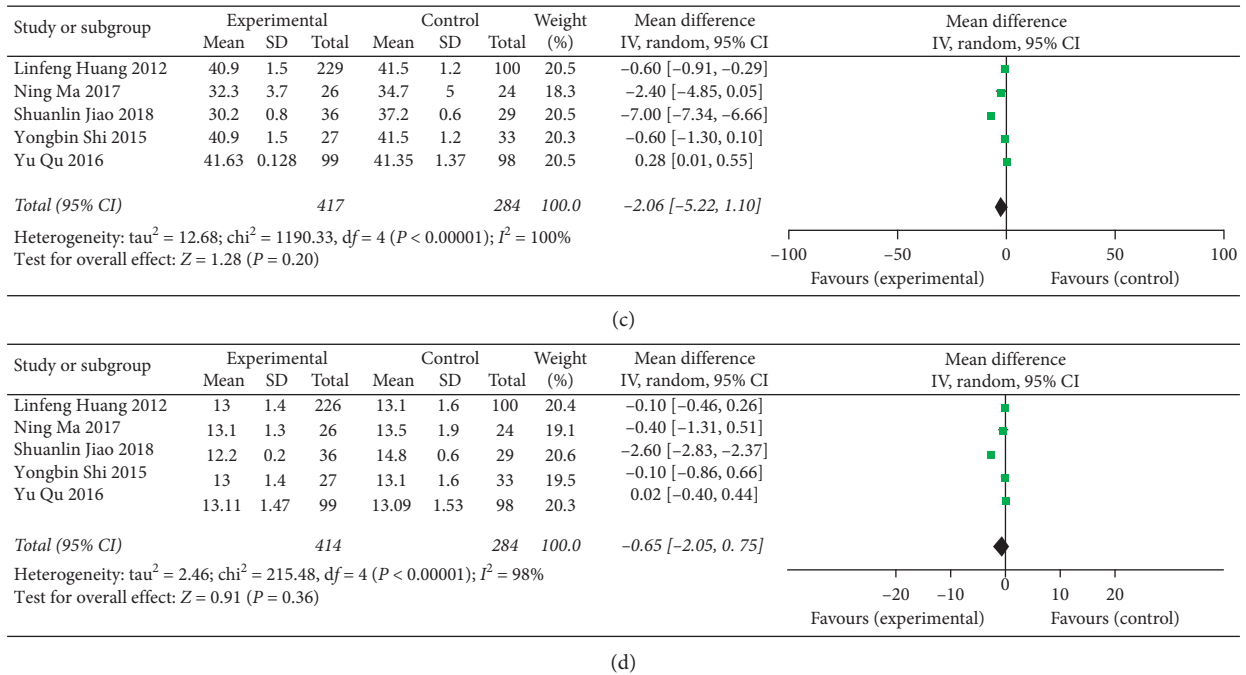 Study or subgroup Experimental Control Weight Mean difference Mean difference
Mean SD Total Mean SD Total (%) IV, random, 95% CI IV, random, 95% CI
Linfeng Huang 2012 40.9 1.5 229 41.5 1.2 100 20.5 –0.60 [–0.91, –0.29]
Ning Ma 2017 32.3 3.7 26 34.7 5 24 18.3 –2.40 [–4.85, 0.05]
Shuanlin Jiao 2018 30.2 0.8 36 37.2 0.6 29 20.5 –7.00 [–7.34, –6.66]
Yongbin Shi 2015 40.9 1.5 27 41.5 1.2 33 20.3 –0.60 [–1.30, 0.10]
Yu Qu 2016 41.63 0.128 99 41.35 1.37 98 20.5 0.28 [0.01, 0.55]
Total (95% CI) 417 284 100.0 –2.06 [–5.22, 1.10]
Heterogeneity: tau² = 12.68; chi² = 1190.33, df = 4 (P < 0.00001); I² = 100%
Test for overall effect: Z = 1.28 (P = 0.20)
–100 –50 0 50 100
Favours (experimental) Favours (control)
(c)
Study or subgroup Experimental Control Weight Mean difference Mean difference
Mean SD Total Mean SD Total (%) IV, random, 95% CI IV, random, 95% CI
Linfeng Huang 2012 13 1.4 226 13.1 1.6 100 20.4 –0.10 [–0.46, 0.26]
Ning Ma 2017 13.1 1.3 26 13.5 1.9 24 19.1 –0.40 [–1.31, 0.51]
Shuanlin Jiao 2018 12.2 0.2 36 14.8 0.6 29 20.6 –2.60 [–2.83, –2.37]
Yongbin Shi 2015 13 1.4 27 13.1 1.6 33 19.5 –0.10 [–0.86, 0.66]
Yu Qu 2016 13.11 1.47 99 13.09 1.53 98 20.3 0.02 [–0.40, 0.44]
Total (95% CI) 414 284 100.0 –0.65 [–2.05, 0. 75]
Heterogeneity: tau² = 2.46; chi² = 215.48, df = 4 (P < 0.00001); I² = 98%
Test for overall effect: Z = 0.91 (P = 0.36)
–20 –10 0 10 20
Favours (experimental) Favours (control)
(d)